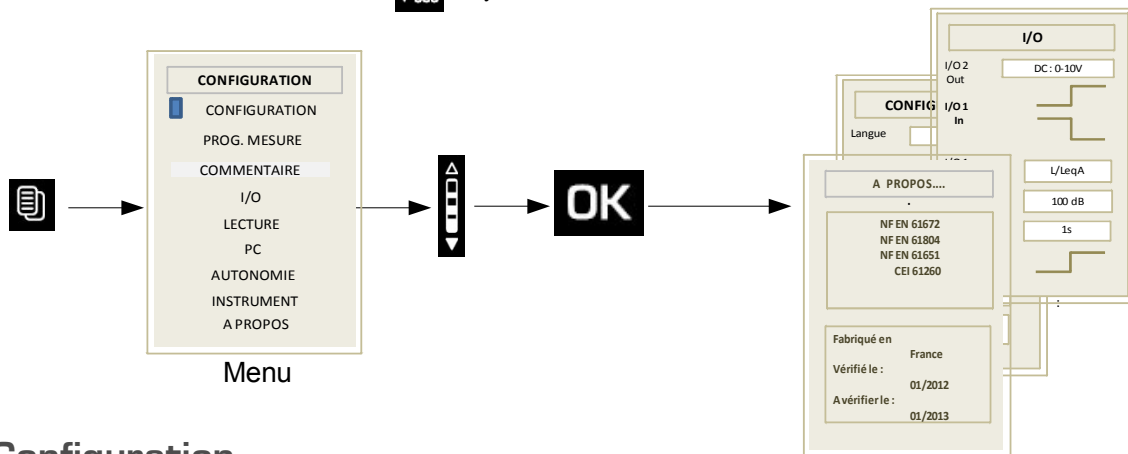 CONFIGURATION
CONFIGURATION
PROG. MESURE
COMMENTAIRE
I/O
LECTURE
PC
AUTONOMIE
INSTRUMENT
A PROPOS
Menu
OK
I/O
I/O 2
Out
DC : 0-10V
I/O 1
In
L/LeqA
100 dB
1s
CONFIG
Langue
A PROPOS....
NF EN 61672
NF EN 61804
NF EN 61651
CEI 61260
Fabriqué en
France
Vérifié le :
01/2012
A vérifier le :
01/2013
Configuration